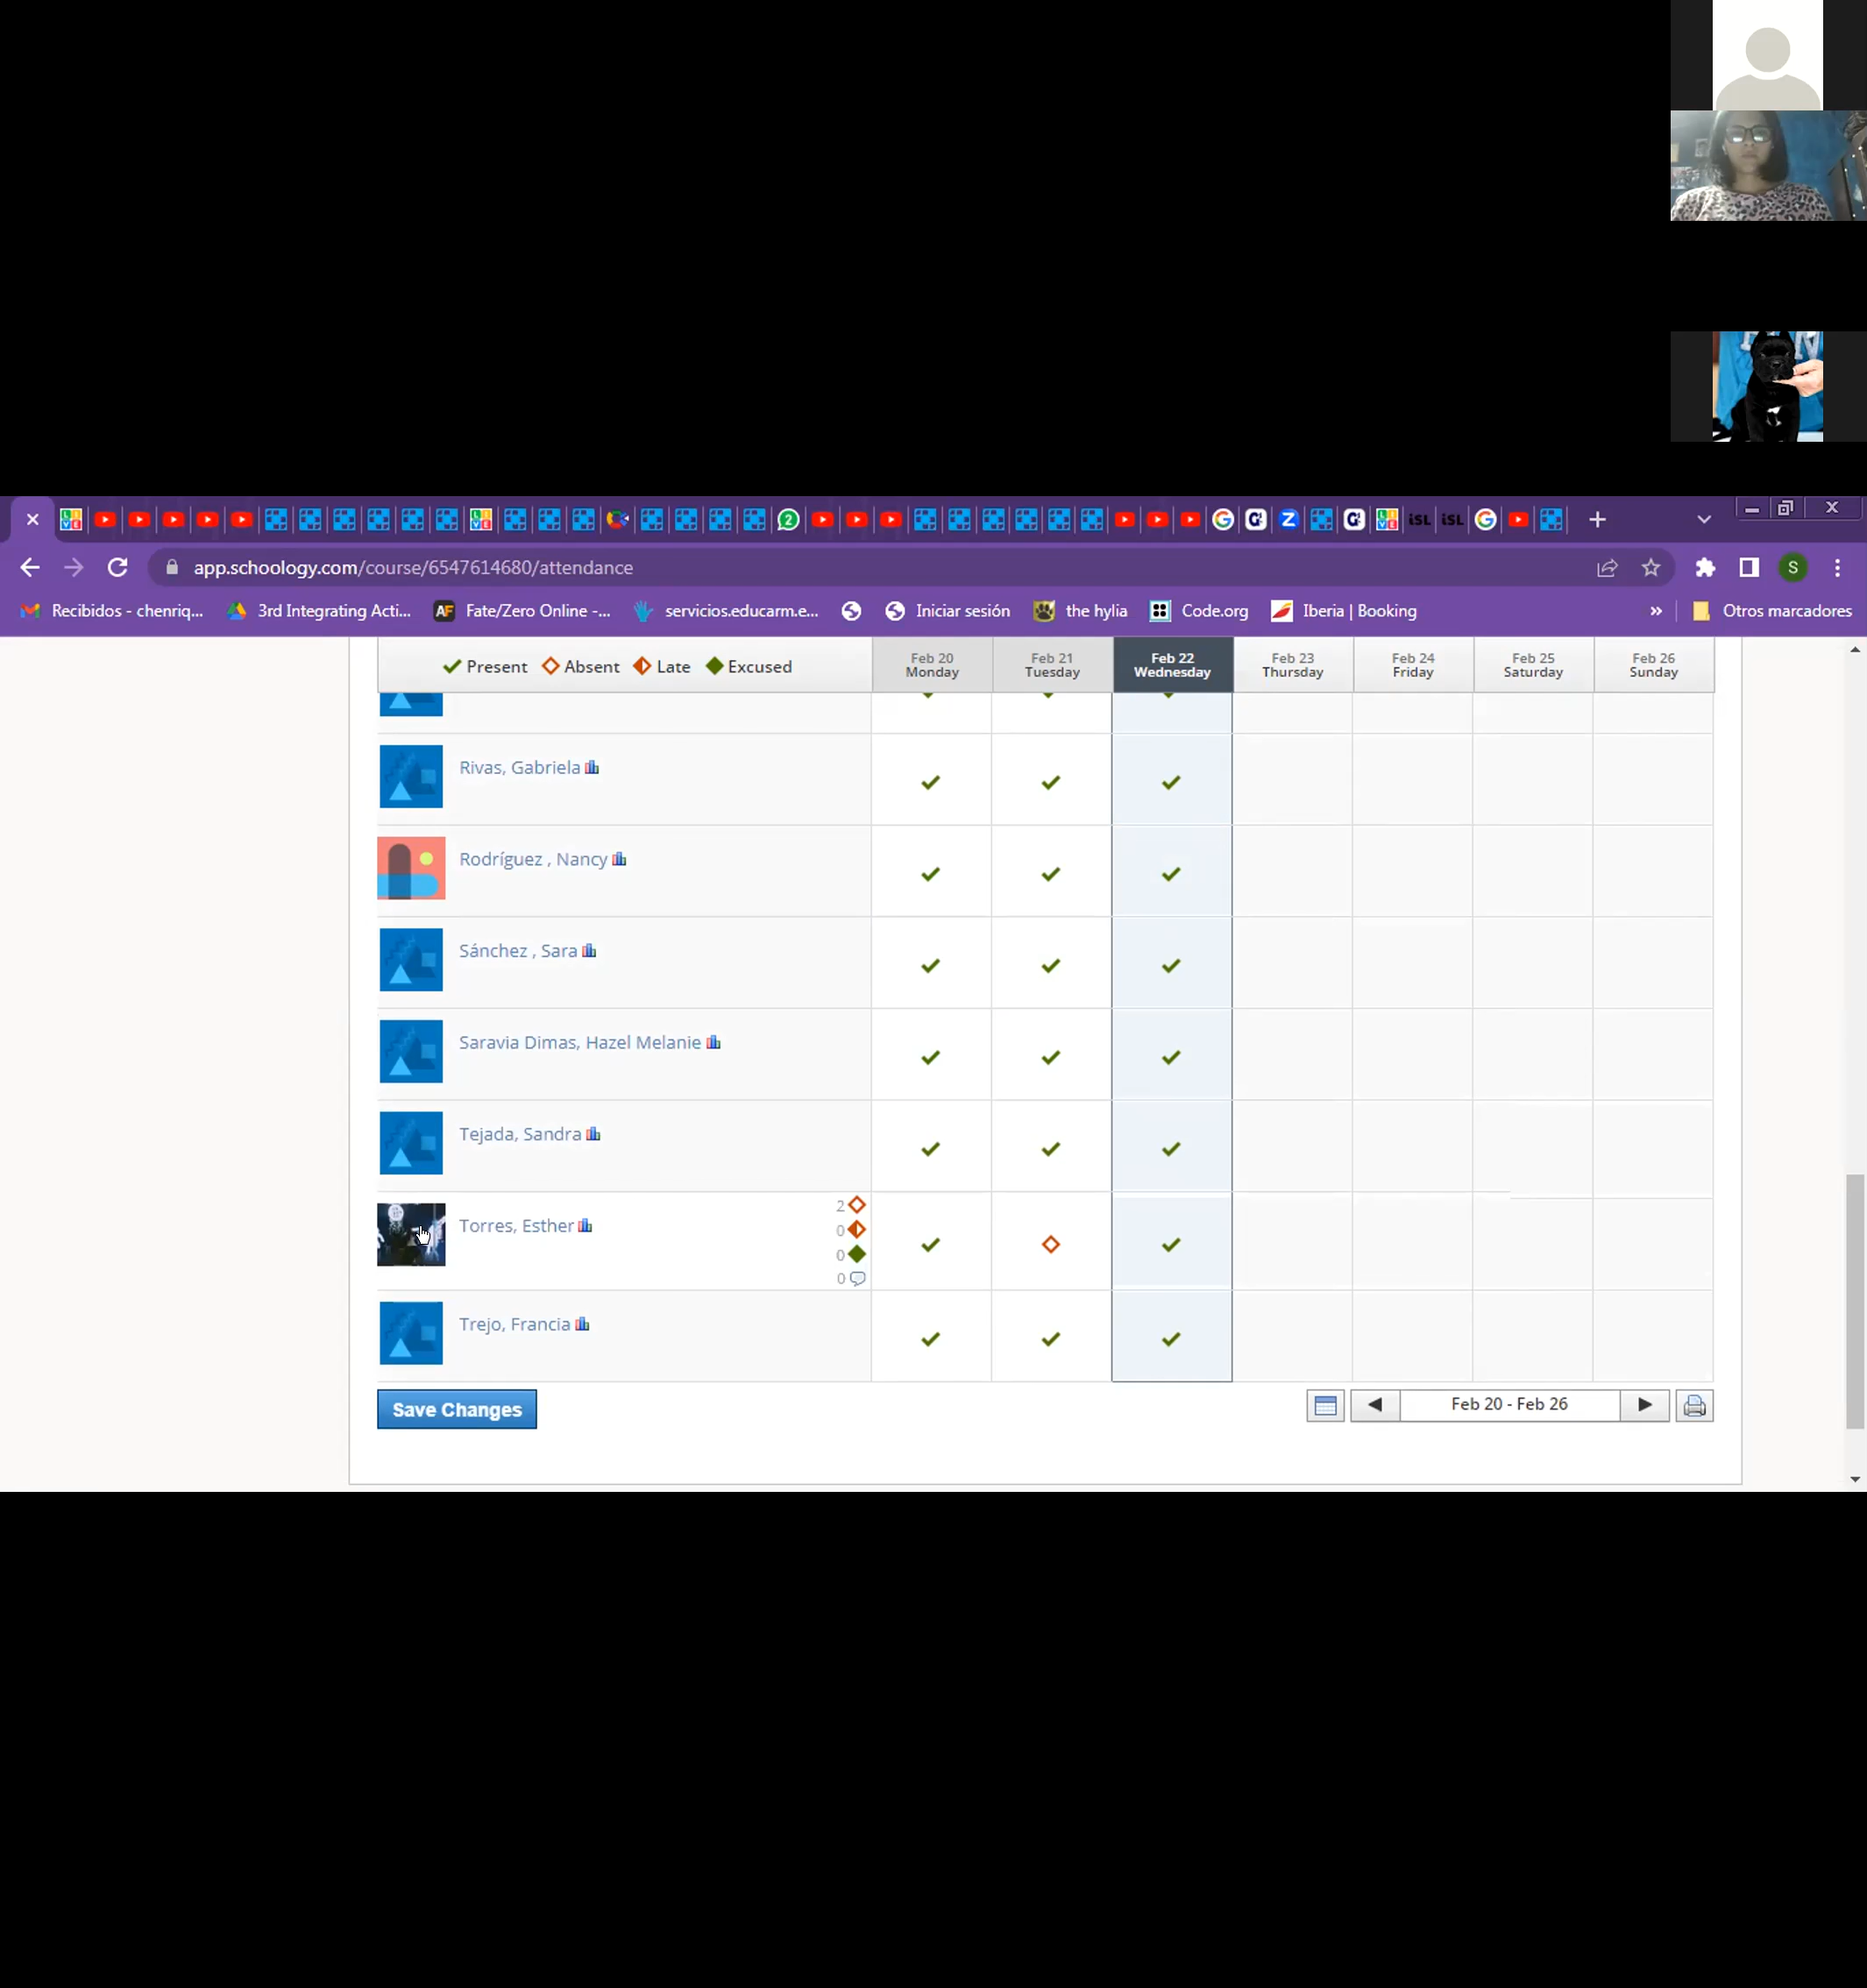 app.schoology.com/course/6547614680/attendance
Recibidos - chenriq... 3rd Integrating Acti... AF Fate/Zero Online -... servicios.educarm.e... Iniciar sesión the hylia Code.org Iberia | Booking » Otros marcadores
Present Absent Late Excused
Feb 20 Monday
Feb 21 Tuesday
Feb 22 Wednesday
Feb 23 Thursday
Feb 24 Friday
Feb 25 Saturday
Feb 26 Sunday
Rivas, Gabriela
Rodríguez , Nancy
Sánchez , Sara
Saravia Dimas, Hazel Melanie
Tejada, Sandra
Torres, Esther
2
0
0
0
Trejo, Francia
Save Changes
Feb 20 - Feb 26